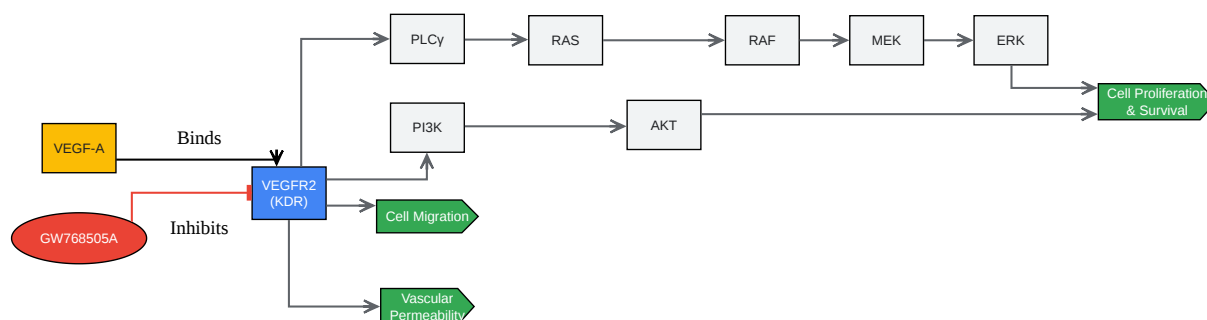 PLCγ
RAS
RAF
MEK
ERK
Cell Proliferation
& Survival
PI3K
AKT
VEGF-A
Binds
VEGFR2
(KDR)
Cell Migration
Inhibits
GW768505A
Vascular
Permeability